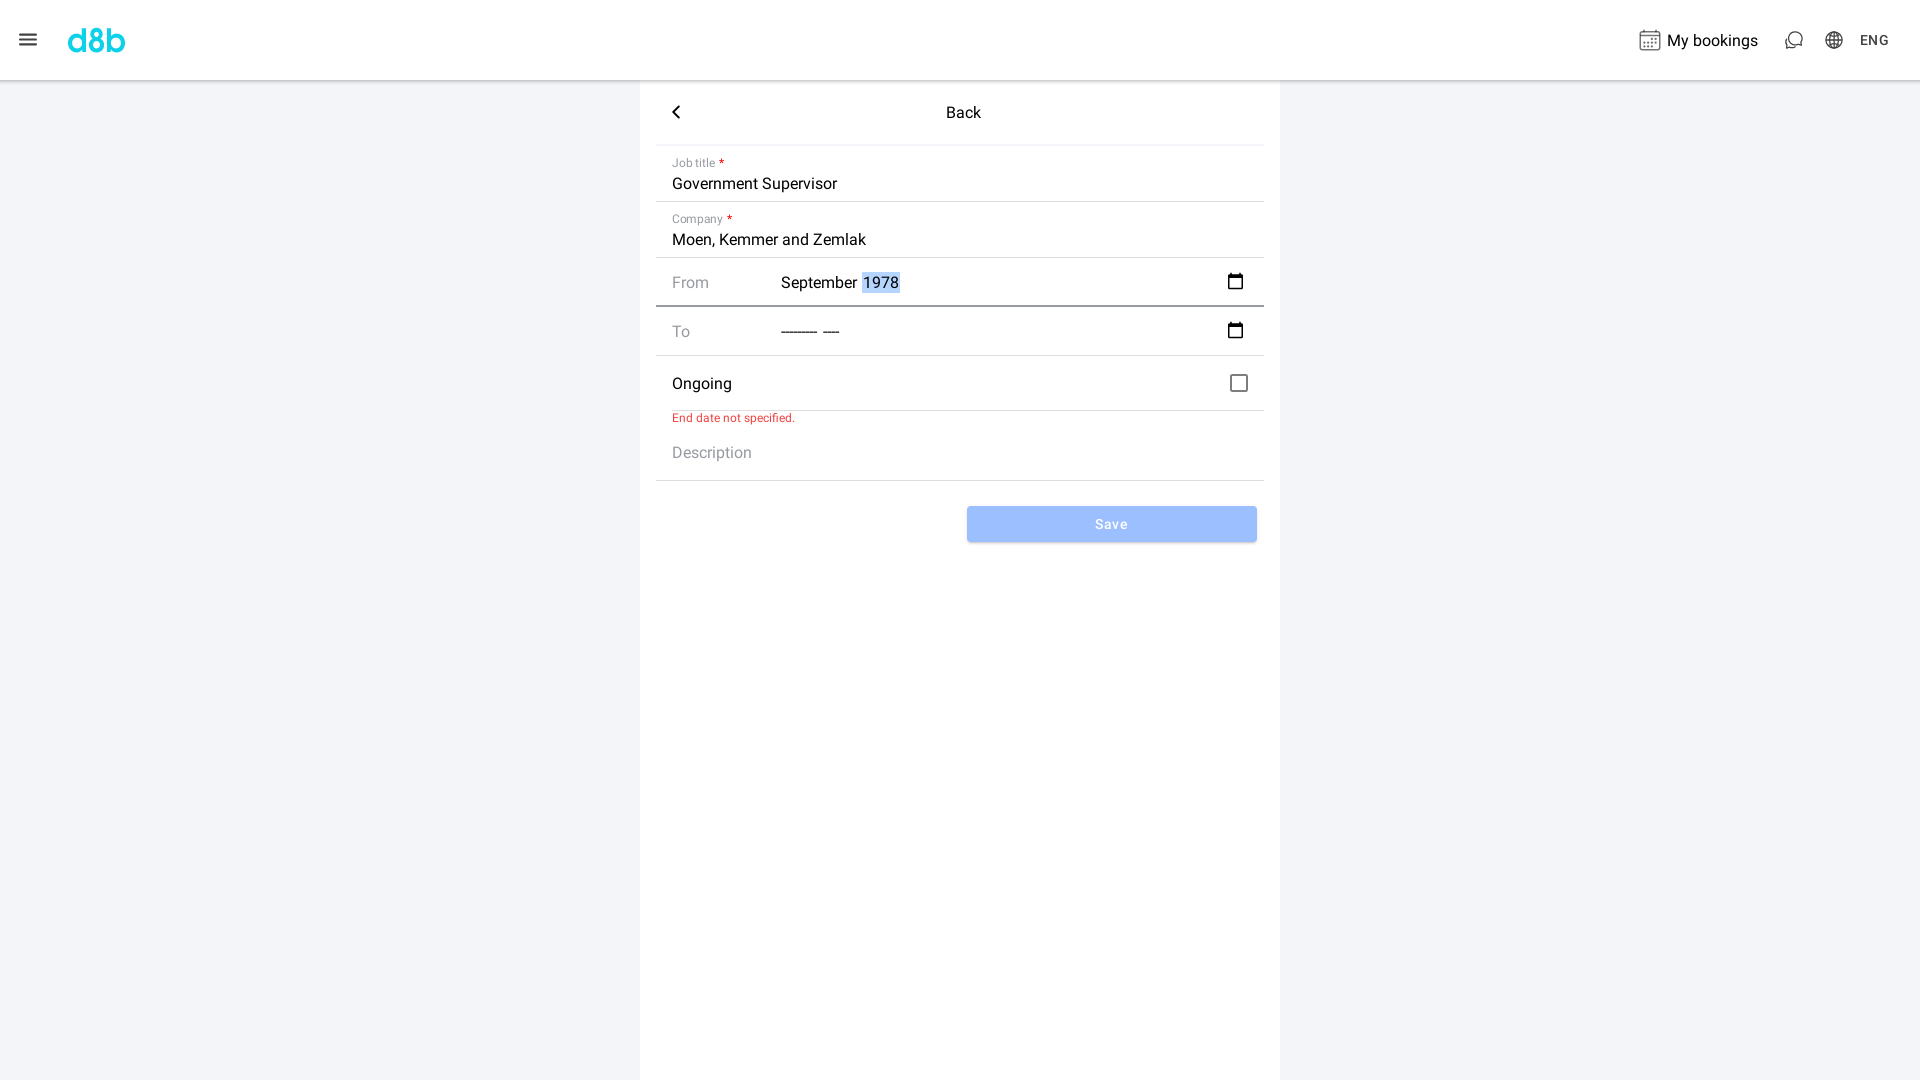 d8b
My bookings
ENG
Back
Job title *
Government Supervisor
Company *
Moen, Kemmer and Zemlak
From September 1978
To --------- ----
Ongoing
End date not specified.
Description
Save